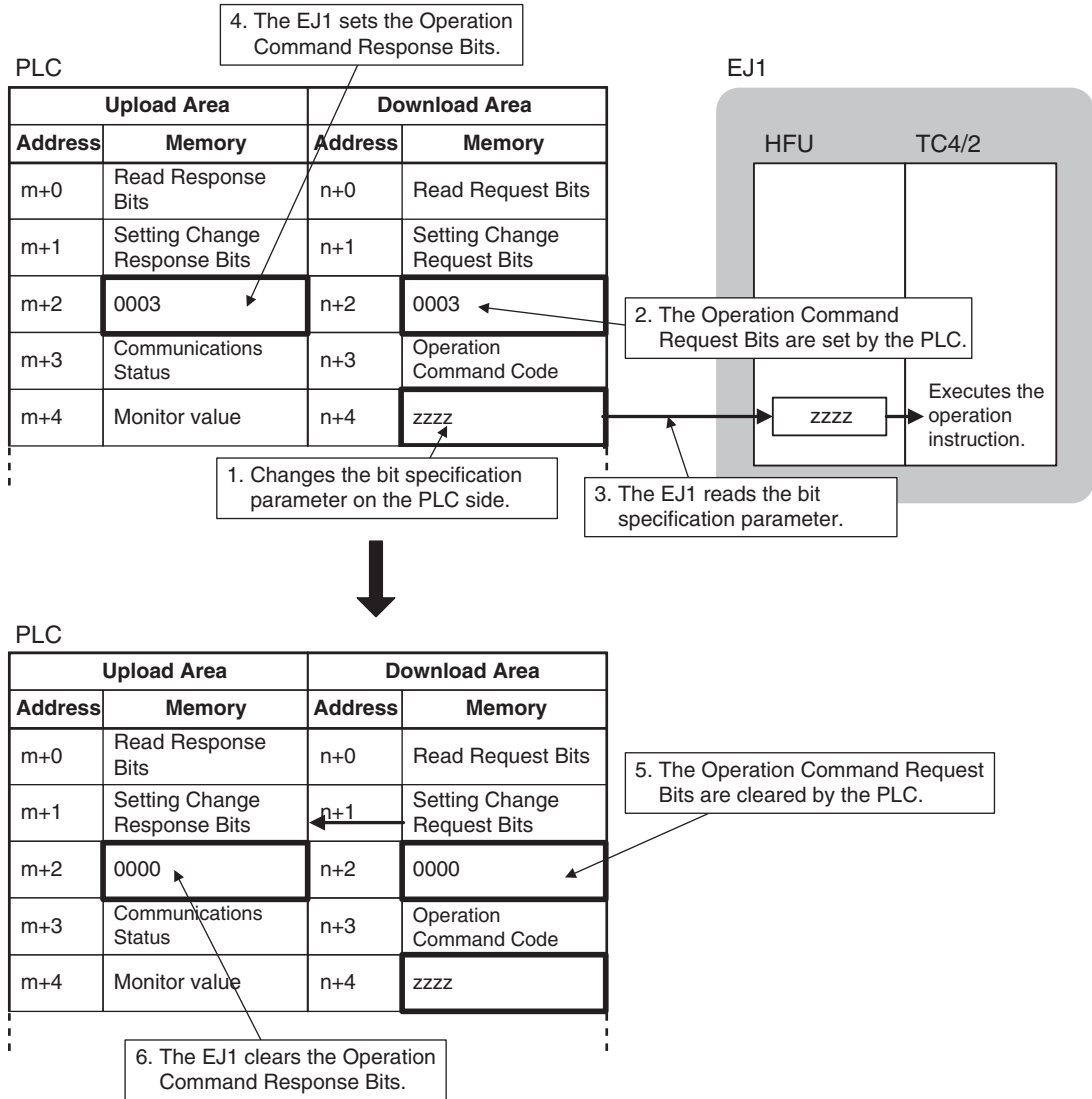 4. The EJ1 sets the Operation
Command Response Bits.
PLC
EJ1
Upload Area Download Area
Address Memory Address Memory
HFU TC4/2
m+0 Read Response
Bits n+0 Read Request Bits
m+1 Setting Change
Response Bits n+1 Setting Change
Request Bits
m+2 0003 n+2 0003
2. The Operation Command
Request Bits are set by the PLC.
m+3 Communications
Status n+3 Operation
Command Code
m+4 Monitor value n+4 zzzz
zzzz
Executes the
operation
instruction.
1. Changes the bit specification
parameter on the PLC side.
3. The EJ1 reads the bit
specification parameter.
PLC
Upload Area Download Area
Address Memory Address Memory
m+0 Read Response
Bits n+0 Read Request Bits
m+1 Setting Change
Response Bits n+1 Setting Change
Request Bits
5. The Operation Command Request
Bits are cleared by the PLC.
m+2 0000 n+2 0000
m+3 Communications
Status n+3 Operation
Command Code
m+4 Monitor value n+4 zzzz
6. The EJ1 clears the Operation
Command Response Bits.